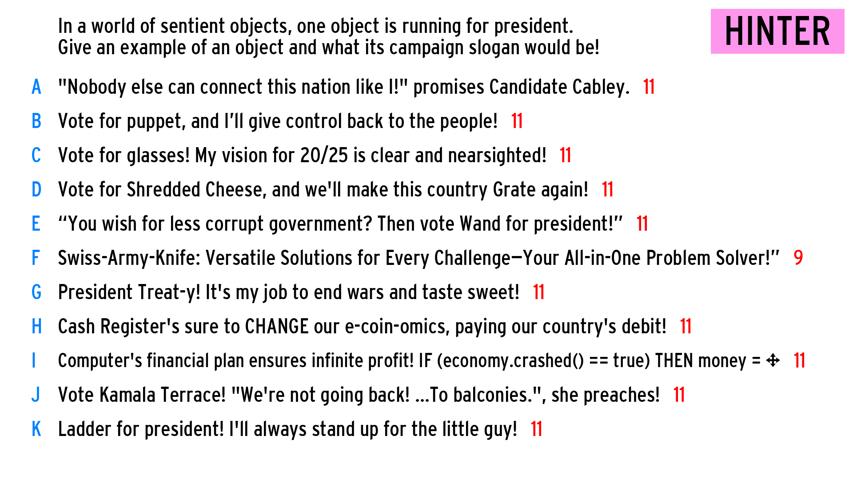 In a world of sentient objects, one object is running for president.
HINTER
Give an example of an object and what its campaign slogan would be!
A "Nobody else can connect this nation like I!" promises Candidate Cabley. 11
B Vote for puppet, and I’ll give control back to the people! 11
C Vote for glasses! My vision for 20/25 is clear and nearsighted! 11
D Vote for Shredded Cheese, and we'll make this country Grate again! 11
E “You wish for less corrupt government? Then vote Wand for president!” 11
F Swiss-Army-Knife: Versatile Solutions for Every Challenge—Your All-in-One Problem Solver!” 9
G President Treat-y! It's my job to end wars and taste sweet! 11
H Cash Register's sure to CHANGE our e-coin-omics, paying our country's debit! 11
I Computer's financial plan ensures infinite profit! IF (economy.crashed() == true) THEN money = ✣ 11
J Vote Kamala Terrace! "We're not going back! ...To balconies.", she preaches! 11
K Ladder for president! I'll always stand up for the little guy! 11